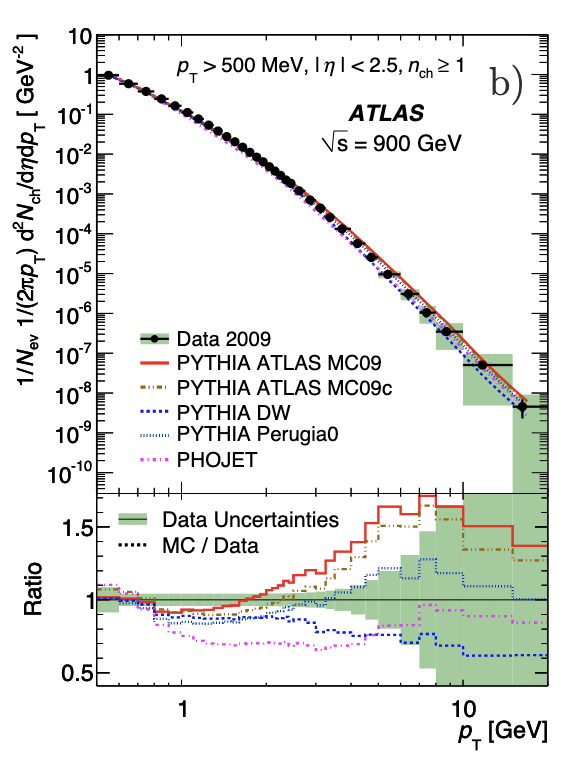 1/N_ev 1/(2πp_T) d²N_ch/dηdp_T [ GeV⁻² ]
10
1
10⁻¹
10⁻²
10⁻³
10⁻⁴
10⁻⁵
10⁻⁶
10⁻⁷
10⁻⁸
10⁻⁹
10⁻¹⁰
p_T > 500 MeV, | η | < 2.5, n_ch ≥ 1
b)
ATLAS
√s = 900 GeV
Data 2009
PYTHIA ATLAS MC09
PYTHIA ATLAS MC09c
PYTHIA DW
PYTHIA Perugia0
PHOJET
Ratio
1.5
1
0.5
Data Uncertainties
MC / Data
1
10
p_T [GeV]